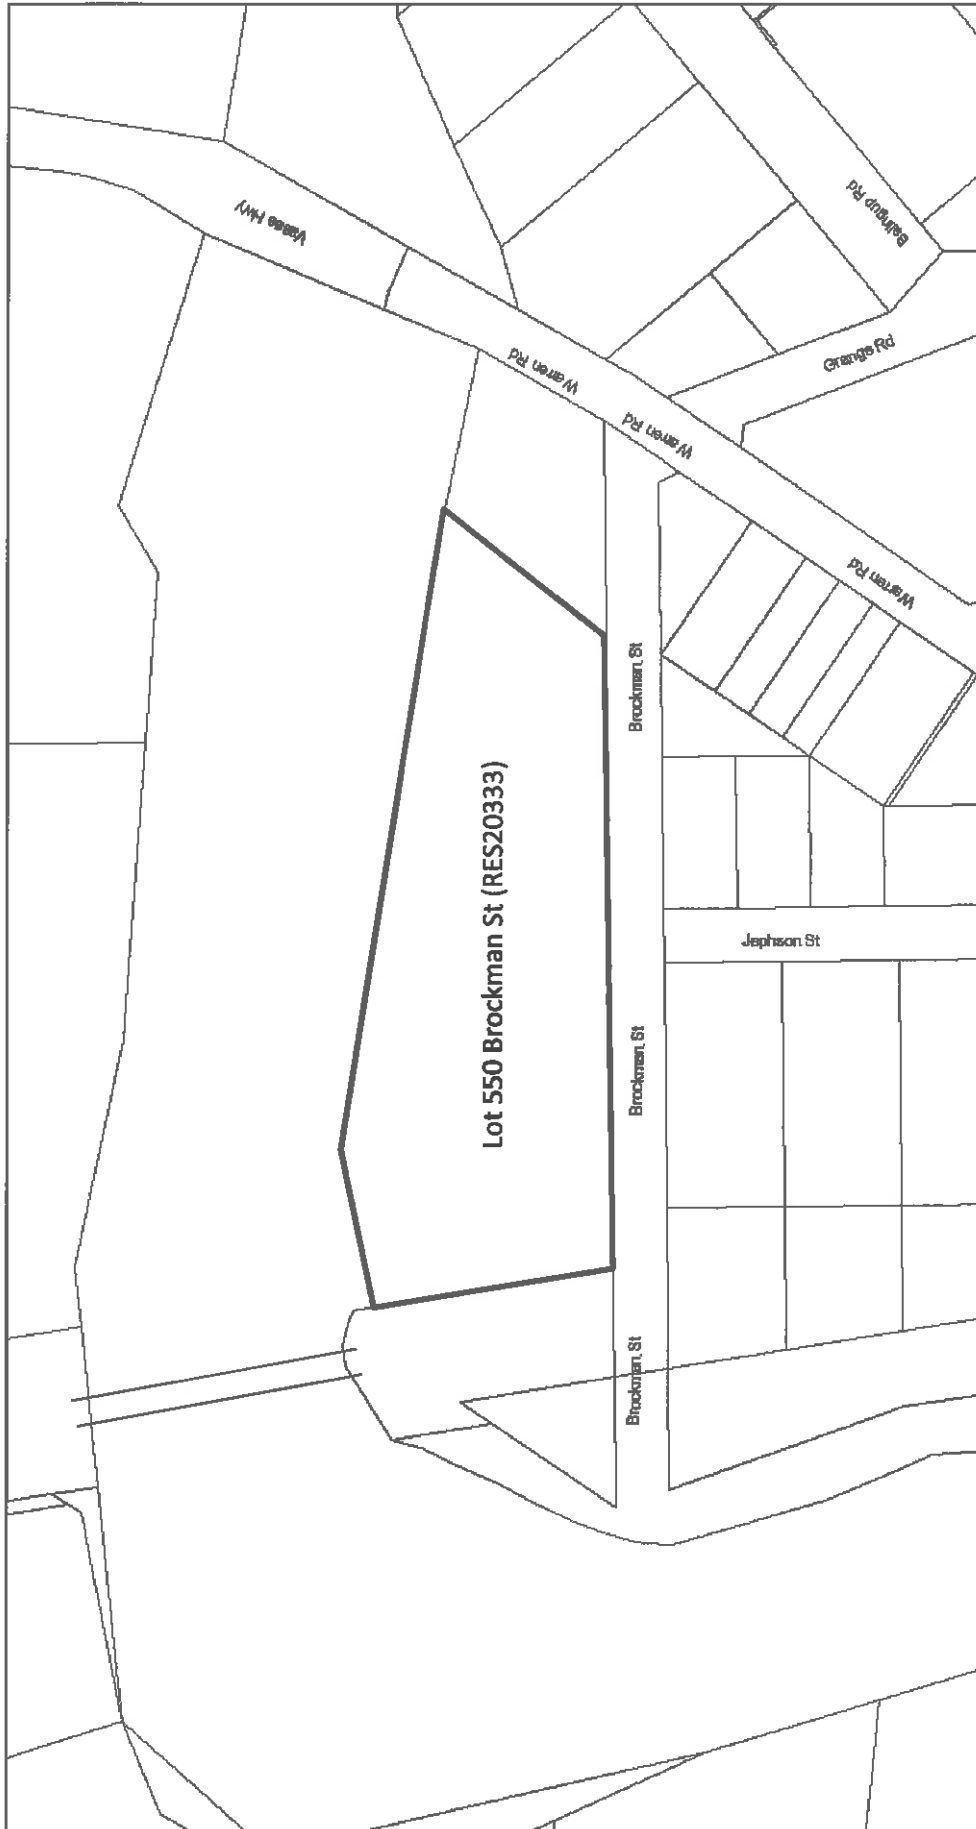 Vasse Hwy
Warren Rd
Warren Rd
Warren Rd
Balingup Rd
Grange Rd
Brockman St
Lot 550 Brockman St (RES20333)
Jephson St
Brockman St
Brockman St